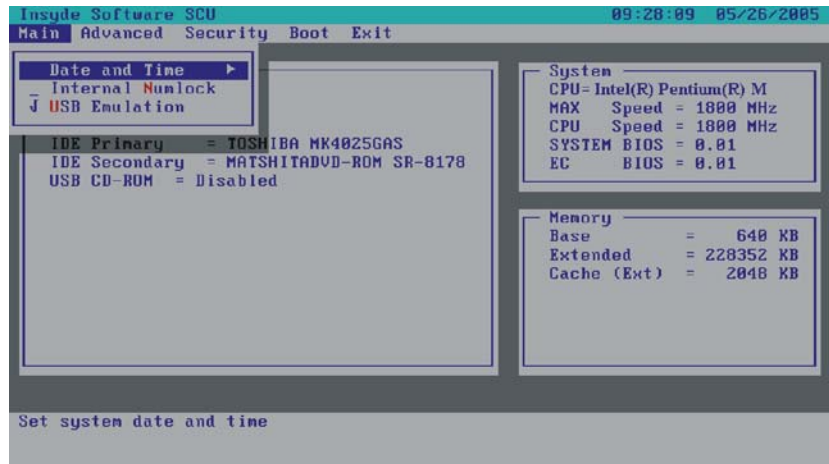 Insyde Software SCU 09:28:09 05/26/2005
Main Advanced Security Boot Exit
Date and Time ►
_ Internal Numlock
J USB Emulation
IDE Primary = TOSHIBA MK4025GAS
IDE Secondary = MATSHITADVD-ROM SR-8178
USB CD-ROM = Disabled
System
CPU= Intel(R) Pentium(R) M
MAX Speed = 1800 MHz
CPU Speed = 1800 MHz
SYSTEM BIOS = 0.01
EC BIOS = 0.01
Memory
Base = 640 KB
Extended = 228352 KB
Cache (Ext) = 2048 KB
Set system date and time